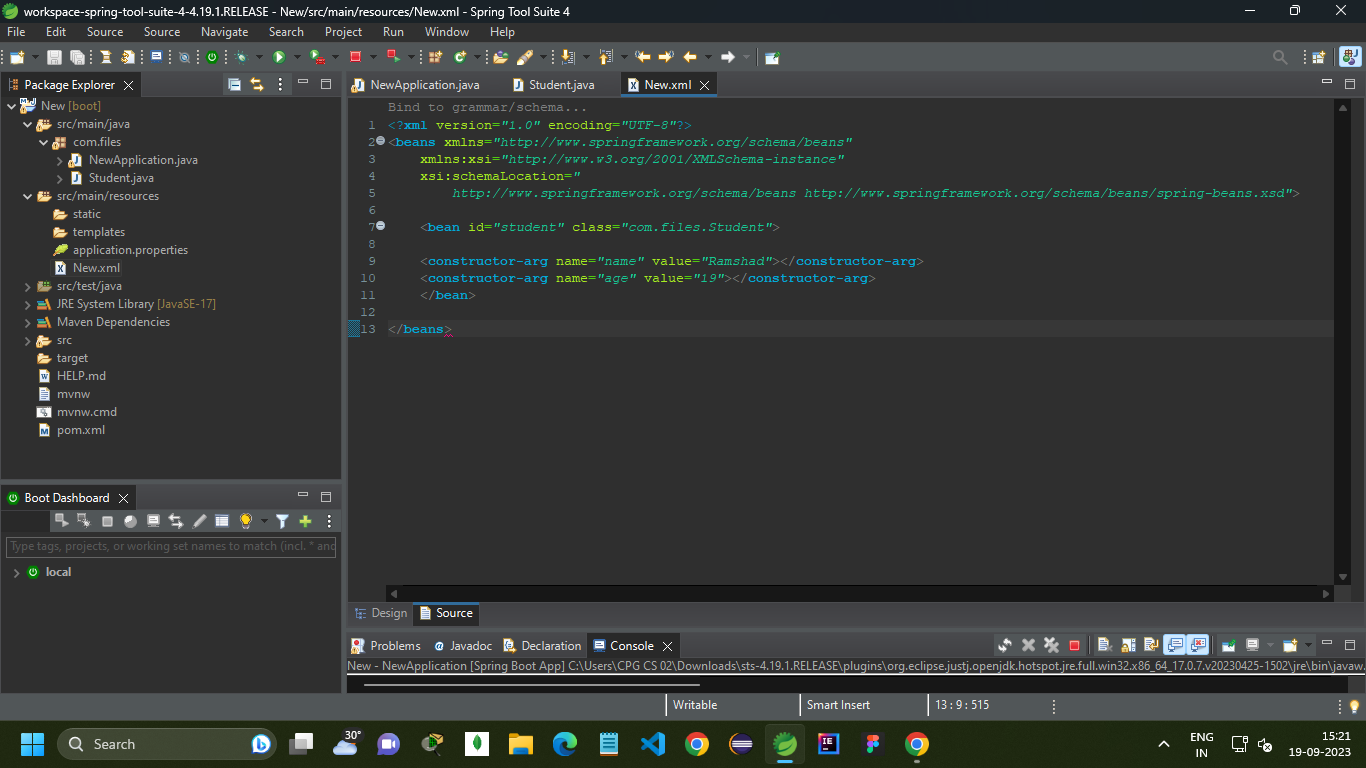 workspace-spring-tool-suite-4-4.19.1.RELEASE - New/src/main/resources/New.xml - Spring Tool Suite 4
File Edit Source Source Navigate Search Project Run Window Help
Package Explorer
New [boot]
src/main/java
com.files
NewApplication.java
Student.java
src/main/resources
static
templates
application.properties
New.xml
src/test/java
JRE System Library [JavaSE-17]
Maven Dependencies
src
target
HELP.md
mvnw
mvnw.cmd
pom.xml
Boot Dashboard
Type tags, projects, or working set names to match (incl. * and
local
NewApplication.java Student.java New.xml
Bind to grammar/schema...
1 <?xml version="1.0" encoding="UTF-8"?>
2 <beans xmlns="http://www.springframework.org/schema/beans"
3 xmlns:xsi="http://www.w3.org/2001/XMLSchema-instance"
4 xsi:schemaLocation="
5 http://www.springframework.org/schema/beans http://www.springframework.org/schema/beans/spring-beans.xsd">
6
7 <bean id="student" class="com.files.Student">
8
9 <constructor-arg name="name" value="Ramshad"></constructor-arg>
10 <constructor-arg name="age" value="19"></constructor-arg>
11 </bean>
12
13 </beans>
Design Source
Problems Javadoc Declaration Console
New - NewApplication [Spring Boot App] C:\Users\CPG CS 02\Downloads\sts-4.19.1.RELEASE\plugins\org.eclipse.justj.openjdk.hotspot.jre.full.win32.x86_64_17.0.7.v20230425-1502\jre\bin\javaw.
Writable Smart Insert 13 : 9 : 515
Search
30°
ENG
IN
15:21
19-09-2023